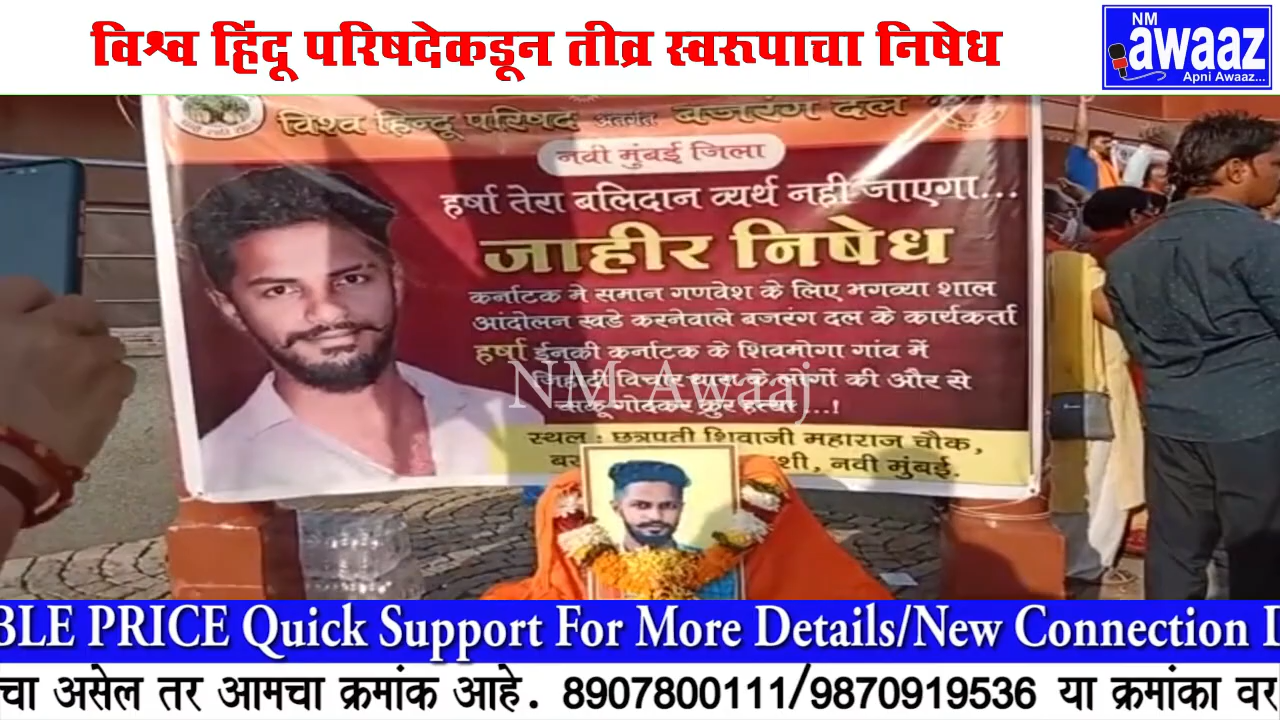 विश्व हिंदू परिषदेकडून तीव्र स्वरूपाचा निषेध
NM
awaaz
Apni Awaaz...
विश्व हिन्दू परिषद अंतर्गत बजरंग दल
नवी मुंबई जिला
हर्षा तेरा बलिदान व्यर्थ नही जाएगा...
जाहीर निषेध
कर्नाटक मे समान गणवेश के लिए भगव्या शाल
आंदोलन खडे करनेवाले बजरंग दल के कार्यकर्ता
हर्षा ईनकी कर्नाटक के शिवमोगा गांव में
जिहादी विचार धारा के लोगों की और से
चाकू गोदकर क्रुर हत्या....!
NM Awaaj
स्थल : छत्रपती शिवाजी महाराज चौक,
वाशी, नवी मुंबई.
BLE PRICE Quick Support For More Details/New Connection
चा असेल तर आमचा क्रमांक आहे. 8907800111/9870919536 या क्रमांका वर